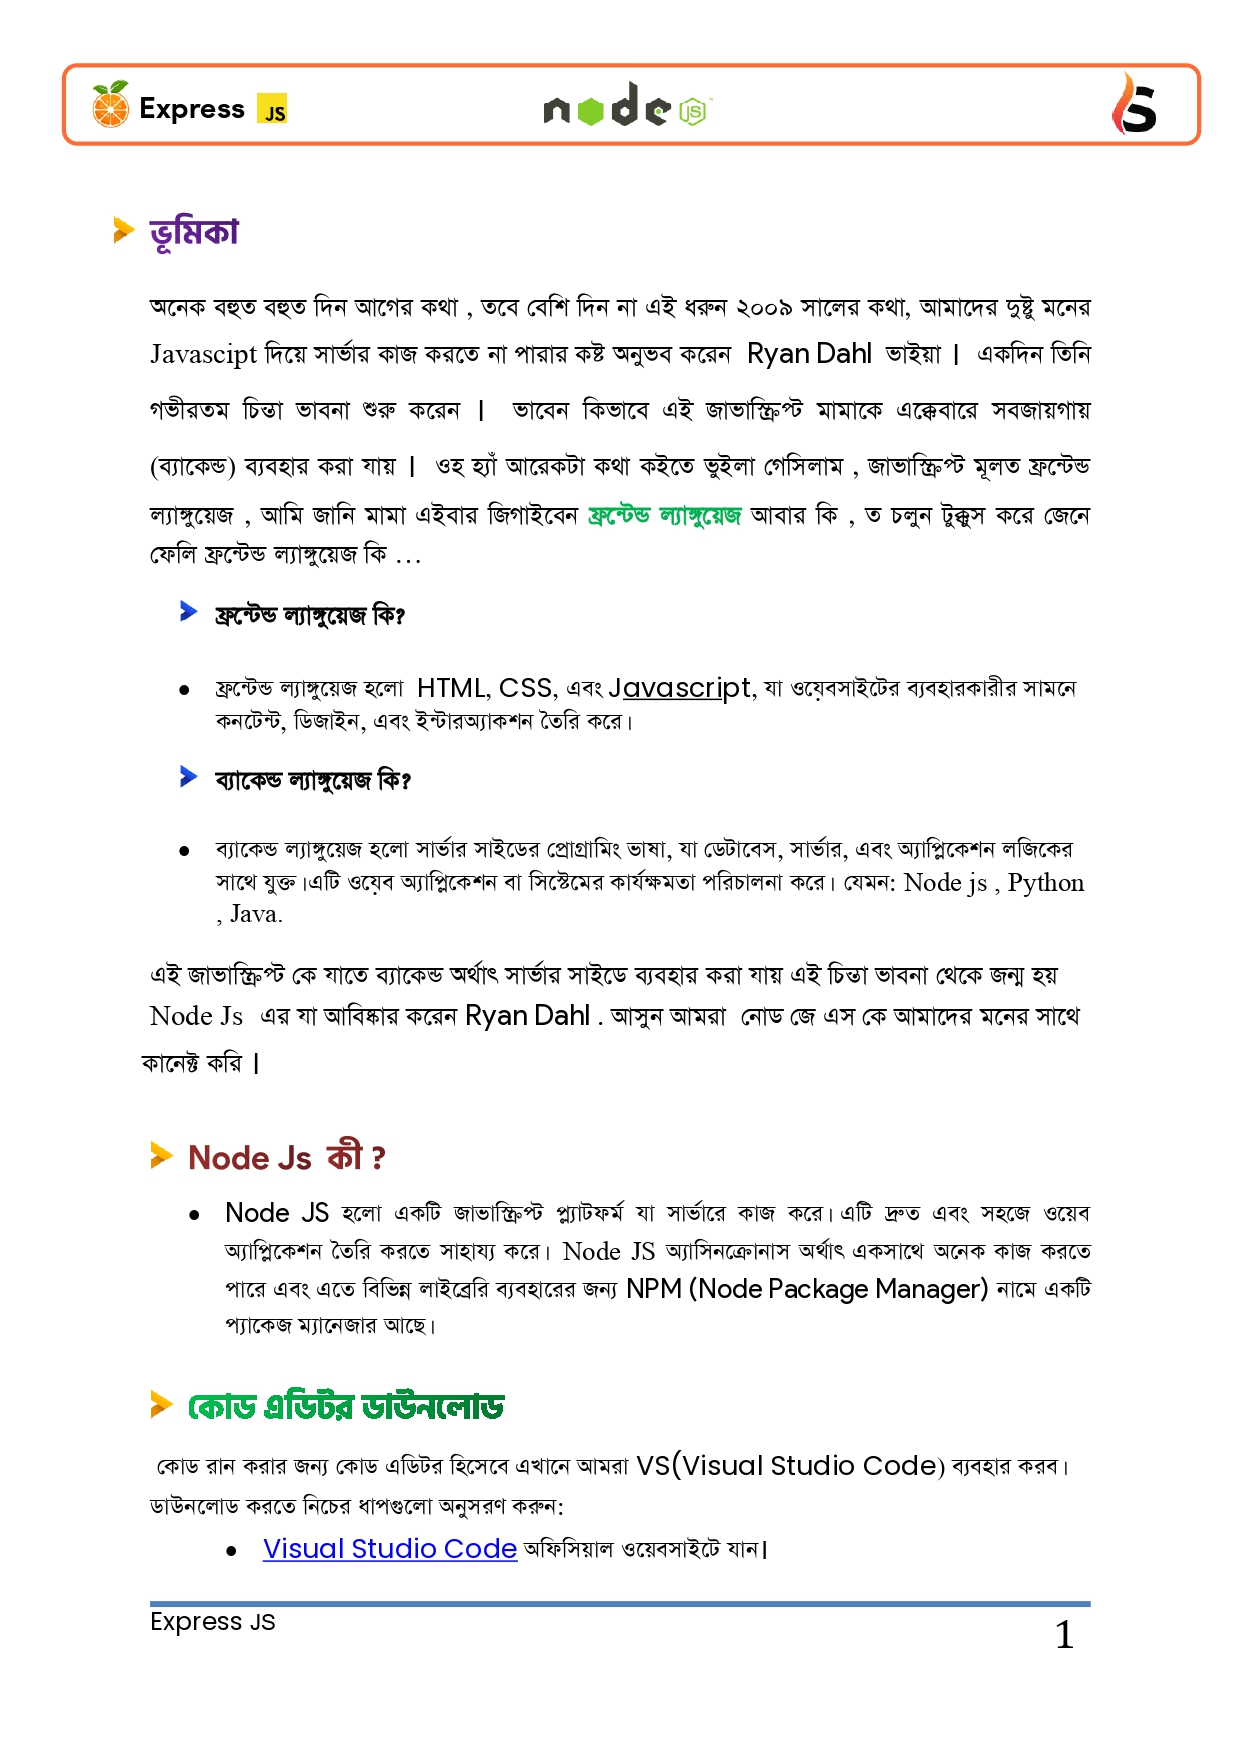 Express JS
node JS
S
ভূমিকা
অনেক বহুত বহুত দিন আগের কথা , তবে বেশি দিন না এই ধরুন ২০০৯ সালের কথা, আমাদের দুষ্টু মনের
Javascipt দিয়ে সার্ভার কাজ করতে না পারার কষ্ট অনুভব করেন Ryan Dahl ভাইয়া | একদিন তিনি
গভীরতম চিন্তা ভাবনা শুরু করেন | ভাবেন কিভাবে এই জাভাস্ক্রিপ্ট মামাকে এক্কেবারে সবজায়গায়
(ব্যাকেন্ড) ব্যবহার করা যায় | ওহ হ্যাঁ আরেকটা কথা কইতে ভুইলা গেসিলাম , জাভাস্ক্রিপ্ট মূলত ফ্রন্টেন্ড
ল্যাঙ্গুয়েজ , আমি জানি মামা এইবার জিগাইবেন ফ্রন্টেন্ড ল্যাঙ্গুয়েজ আবার কি , ত চলুন টুক্কুস করে জেনে
ফেলি ফ্রন্টেন্ড ল্যাঙ্গুয়েজ কি ...
ফ্রন্টেন্ড ল্যাঙ্গুয়েজ কি?
● ফ্রন্টেন্ড ল্যাঙ্গুয়েজ হলো HTML, CSS, এবং Javascript, যা ওয়েবসাইটের ব্যবহারকারীর সামনে
কনটেন্ট, ডিজাইন, এবং ইন্টারঅ্যাকশন তৈরি করে।
ব্যাকেন্ড ল্যাঙ্গুয়েজ কি?
● ব্যাকেন্ড ল্যাঙ্গুয়েজ হলো সার্ভার সাইডের প্রোগ্রামিং ভাষা, যা ডেটাবেস, সার্ভার, এবং অ্যাপ্লিকেশন লজিকের
সাথে যুক্ত।এটি ওয়েব অ্যাপ্লিকেশন বা সিস্টেমের কার্যক্ষমতা পরিচালনা করে। যেমন: Node js , Python
, Java.
এই জাভাস্ক্রিপ্ট কে যাতে ব্যাকেন্ড অর্থাৎ সার্ভার সাইডে ব্যবহার করা যায় এই চিন্তা ভাবনা থেকে জন্ম হয়
Node Js এর যা আবিষ্কার করেন Ryan Dahl . আসুন আমরা নোড জে এস কে আমাদের মনের সাথে
কানেক্ট করি |
Node Js কী ?
● Node JS হলো একটি জাভাস্ক্রিপ্ট প্ল্যাটফর্ম যা সার্ভারে কাজ করে। এটি দ্রুত এবং সহজে ওয়েব
অ্যাপ্লিকেশন তৈরি করতে সাহায্য করে। Node JS অ্যাসিনক্রোনাস অর্থাৎ একসাথে অনেক কাজ করতে
পারে এবং এতে বিভিন্ন লাইব্রেরি ব্যবহারের জন্য NPM (Node Package Manager) নামে একটি
প্যাকেজ ম্যানেজার আছে।
কোড এডিটর ডাউনলোড
কোড রান করার জন্য কোড এডিটর হিসেবে এখানে আমরা VS(Visual Studio Code) ব্যবহার করব।
ডাউনলোড করতে নিচের ধাপগুলো অনুসরণ করুন:
● Visual Studio Code অফিসিয়াল ওয়েবসাইটে যান|
Express JS
1